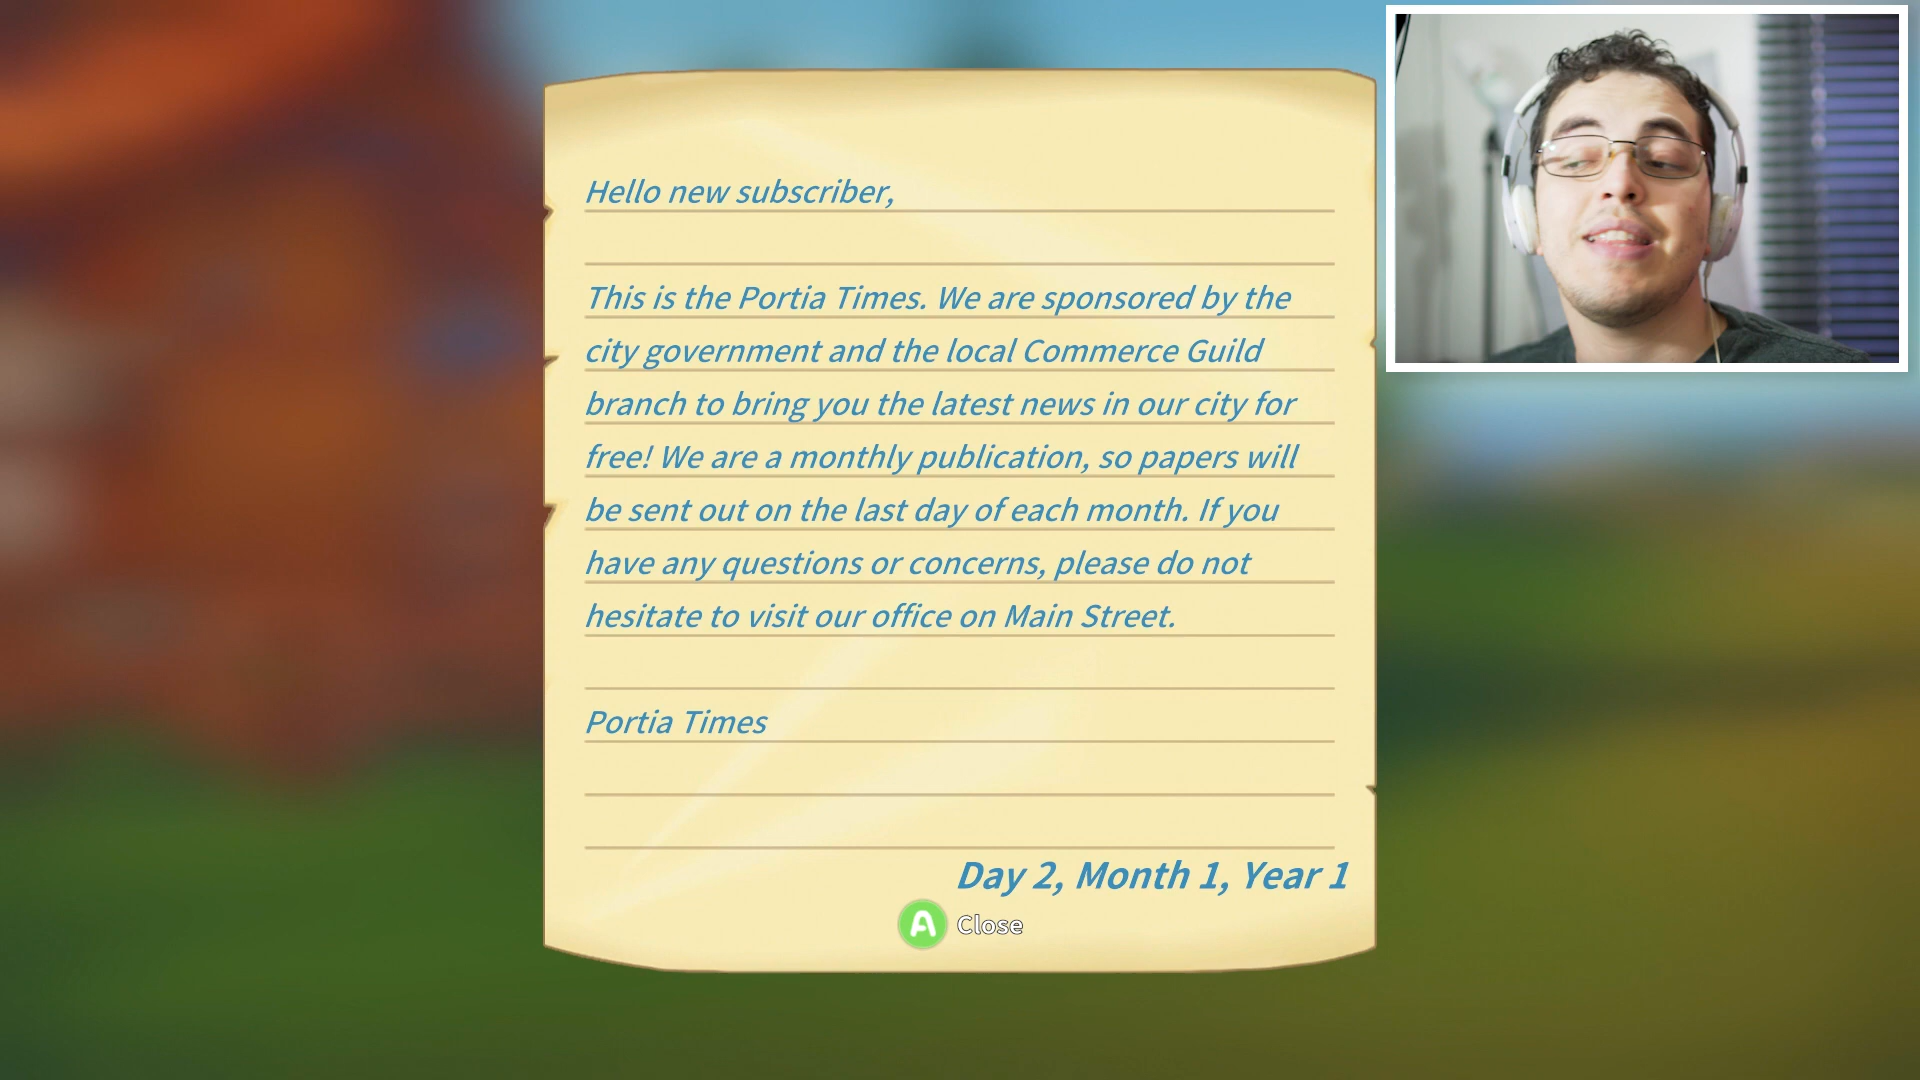 Hello new subscriber,
This is the Portia Times. We are sponsored by the
city government and the local Commerce Guild
branch to bring you the latest news in our city for
free! We are a monthly publication, so papers will
be sent out on the last day of each month. If you
have any questions or concerns, please do not
hesitate to visit our office on Main Street.
Portia Times
Day 2, Month 1, Year 1
A Close